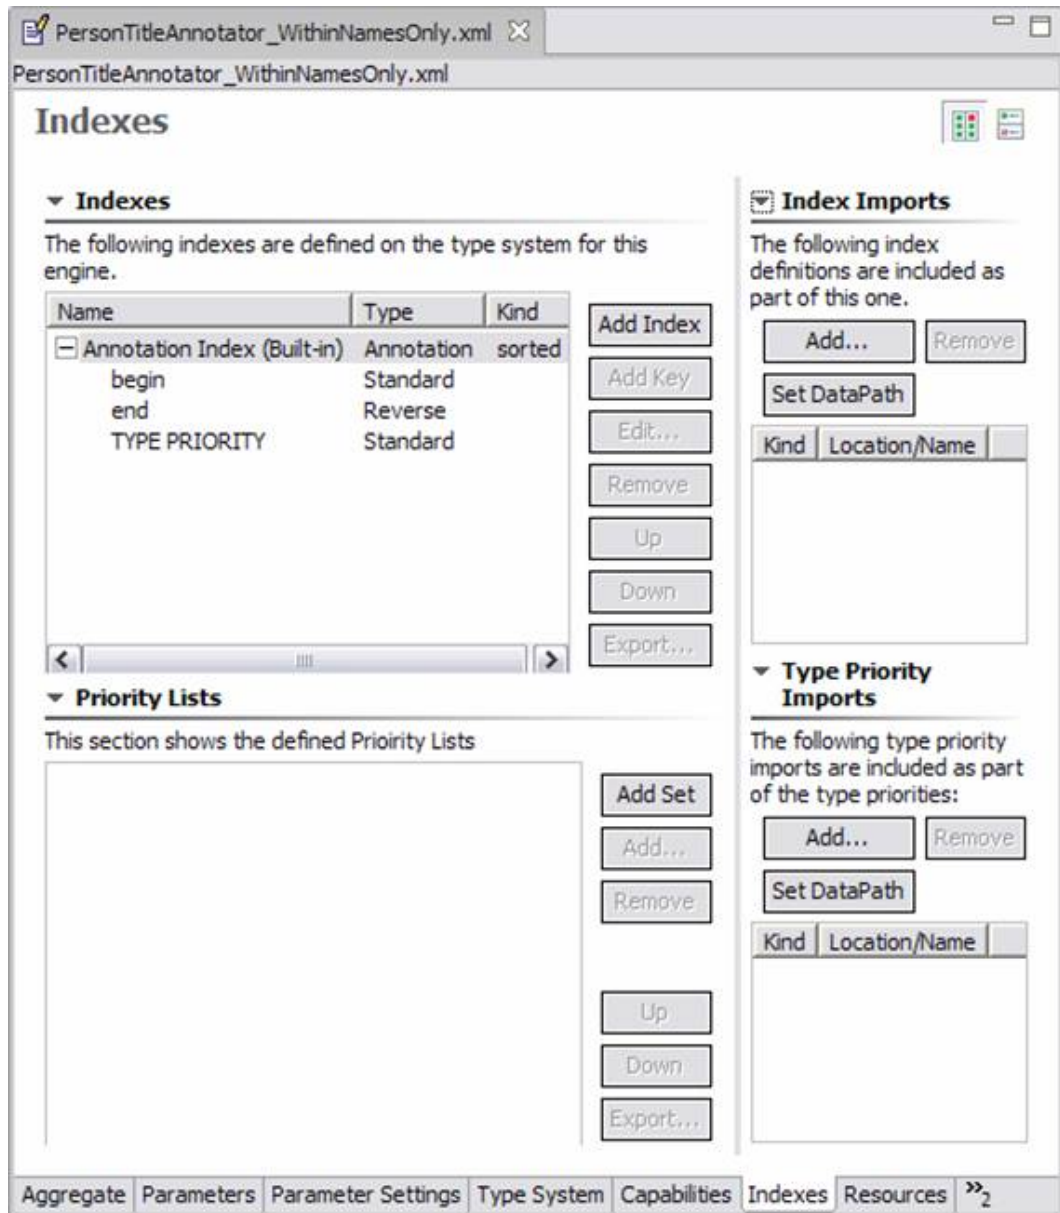 PersonTitleAnnotator_WithinNamesOnly.xml
PersonTitleAnnotator_WithinNamesOnly.xml
Indexes
Indexes
The following indexes are defined on the type system for this
engine.
Name Type Kind
Annotation Index (Built-in) Annotation sorted
begin Standard
end Reverse
TYPE PRIORITY Standard
Add Index
Add Key
Edit...
Remove
Up
Down
Export...
Index Imports
The following index
definitions are included as
part of this one.
Add... Remove
Set DataPath
Kind Location/Name
Priority Lists
This section shows the defined Prioirity Lists
Add Set
Add...
Remove
Up
Down
Export...
Type Priority
Imports
The following type priority
imports are included as part
of the type priorities:
Add... Remove
Set DataPath
Kind Location/Name
Aggregate Parameters Parameter Settings Type System Capabilities Indexes Resources »2